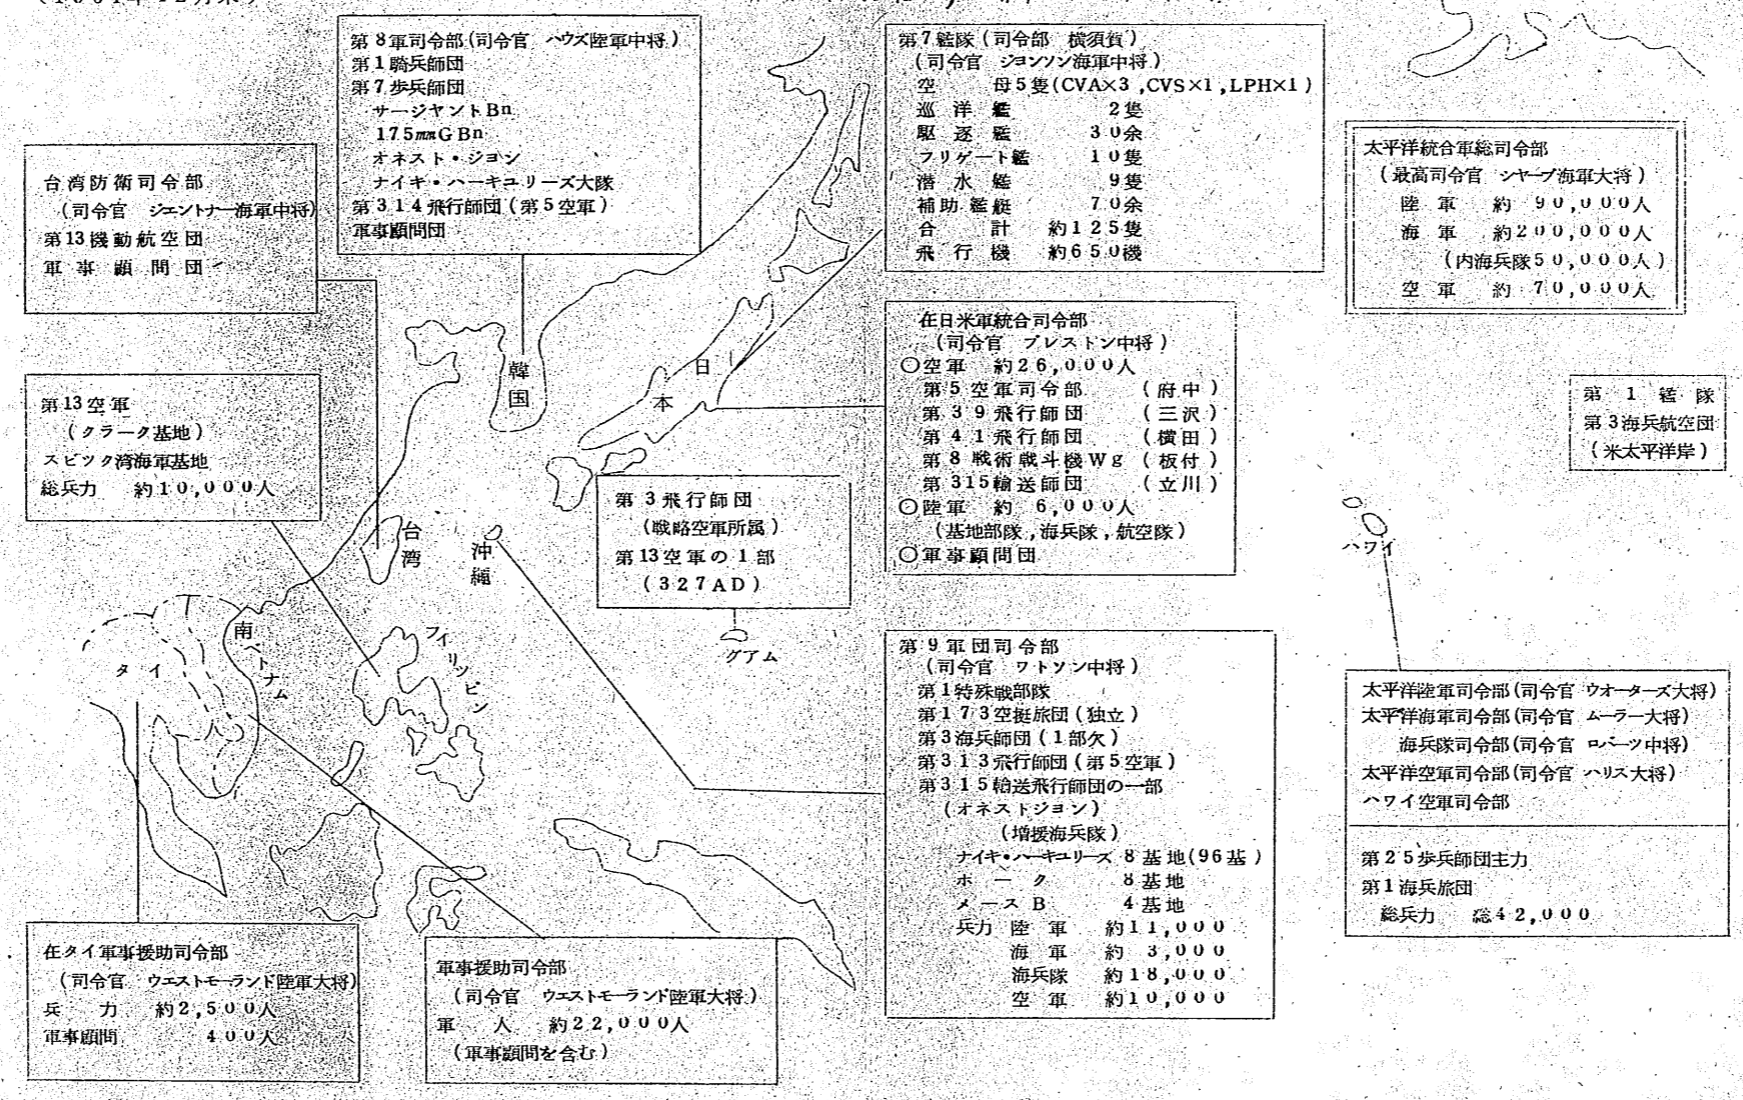 第8軍司令部(司令官 ハウズ陸軍中将)
第1騎兵師団
第7歩兵師団
サージヤントBn
175mmGBn
オネスト・ジヨン
ナイキ・ハーキユリーズ大隊
第314飛行師団(第5空軍)
軍事顧問団
第7艦隊(司令部 横須賀)
(司令官 ジヨンソン海軍中将)
空 母5隻(CVA×3,CVS×1,LPH×1)
巡洋艦 2隻
駆逐艦 30余
フリゲート艦 10隻
潜水艦 9隻
補助艦艇 70余
合計 約125隻
飛行機 約650機
太平洋統合軍総司令部
(最高司令官 シヤープ海軍大将)
陸軍 約 90,000人
海軍 約200,000人
(内海兵隊50,000人)
空軍 約 70,000人
台湾防衛司令部
(司令官 ジエントナー海軍中将)
第13機動航空団
軍事顧問団
在日米軍統合司令部
(司令官 プレストン中将)
○空軍 約26,000人
第5空軍司令部 (府中)
第39飛行師団 (三沢)
第41飛行師団 (横田)
第8戦術戦斗機Wg (板付)
第315輸送師団 (立川)
○陸軍 約 6,000人
(基地部隊,海兵隊,航空隊)
○軍事顧問団
第13空軍
(クラーク基地)
スビツク湾海軍基地
総兵力 約10,000人
第1艦隊
第3海兵航空団
(米太平洋岸)
韓国
日本
第3飛行師団
(戦略空軍所属)
第13空軍の1部
(327AD)
グアム
台湾
沖縄
ハワイ
南ベトナム
タイ
フイリツピン
第9軍団司令部
(司令官 ワトソン中将)
第1特殊戦部隊
第173空挺旅団(独立)
第3海兵師団(1部欠)
第313飛行師団(第5空軍)
第315輸送飛行師団の一部
(オネストジヨン)
(増援海兵隊)
ナイキ・ハーキユリーズ 8基地(96基)
ホーク 8基地
メースB 4基地
兵力 陸軍 約11,000
海軍 約 3,000
海兵隊 約18,000
空軍 約10,000
太平洋陸軍司令部(司令官 ウオーターズ大将)
太平洋海軍司令部(司令官 ムーラー大将)
海兵隊司令部(司令官 ロバーツ中将)
太平洋空軍司令部(司令官 ハリス大将)
ハワイ空軍司令部
第25歩兵師団主力
第1海兵旅団
総兵力 総42,000
在タイ軍事援助司令部
(司令官 ウエストモーランド陸軍大将)
兵力 約2,500人
軍事顧問 400人
軍事援助司令部
(司令官 ウエストモーランド陸軍大将)
軍人 約22,000人
(軍事顧問を含む)